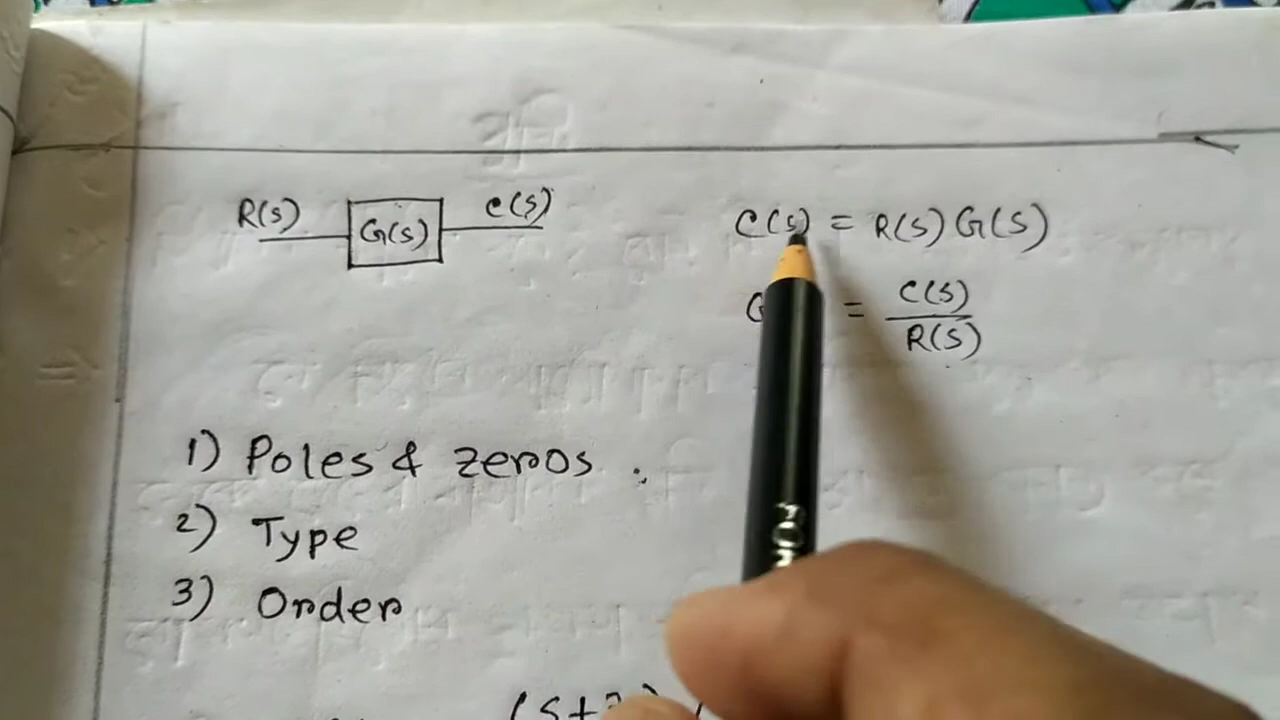 R(s) G(s) C(s)
C(s) = R(s) G(s)
= C(s) / R(s)
1) Poles & zeros :
2) Type
3) Order